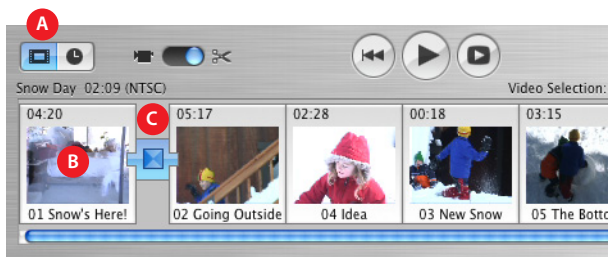 A
Snow Day 02:09 (NTSC)
Video Selection:
04:20
C
05:17
02:28
00:18
03:15
B
01 Snow's Here!
02 Going Outside
04 Idea
03 New Snow
05 The Botto